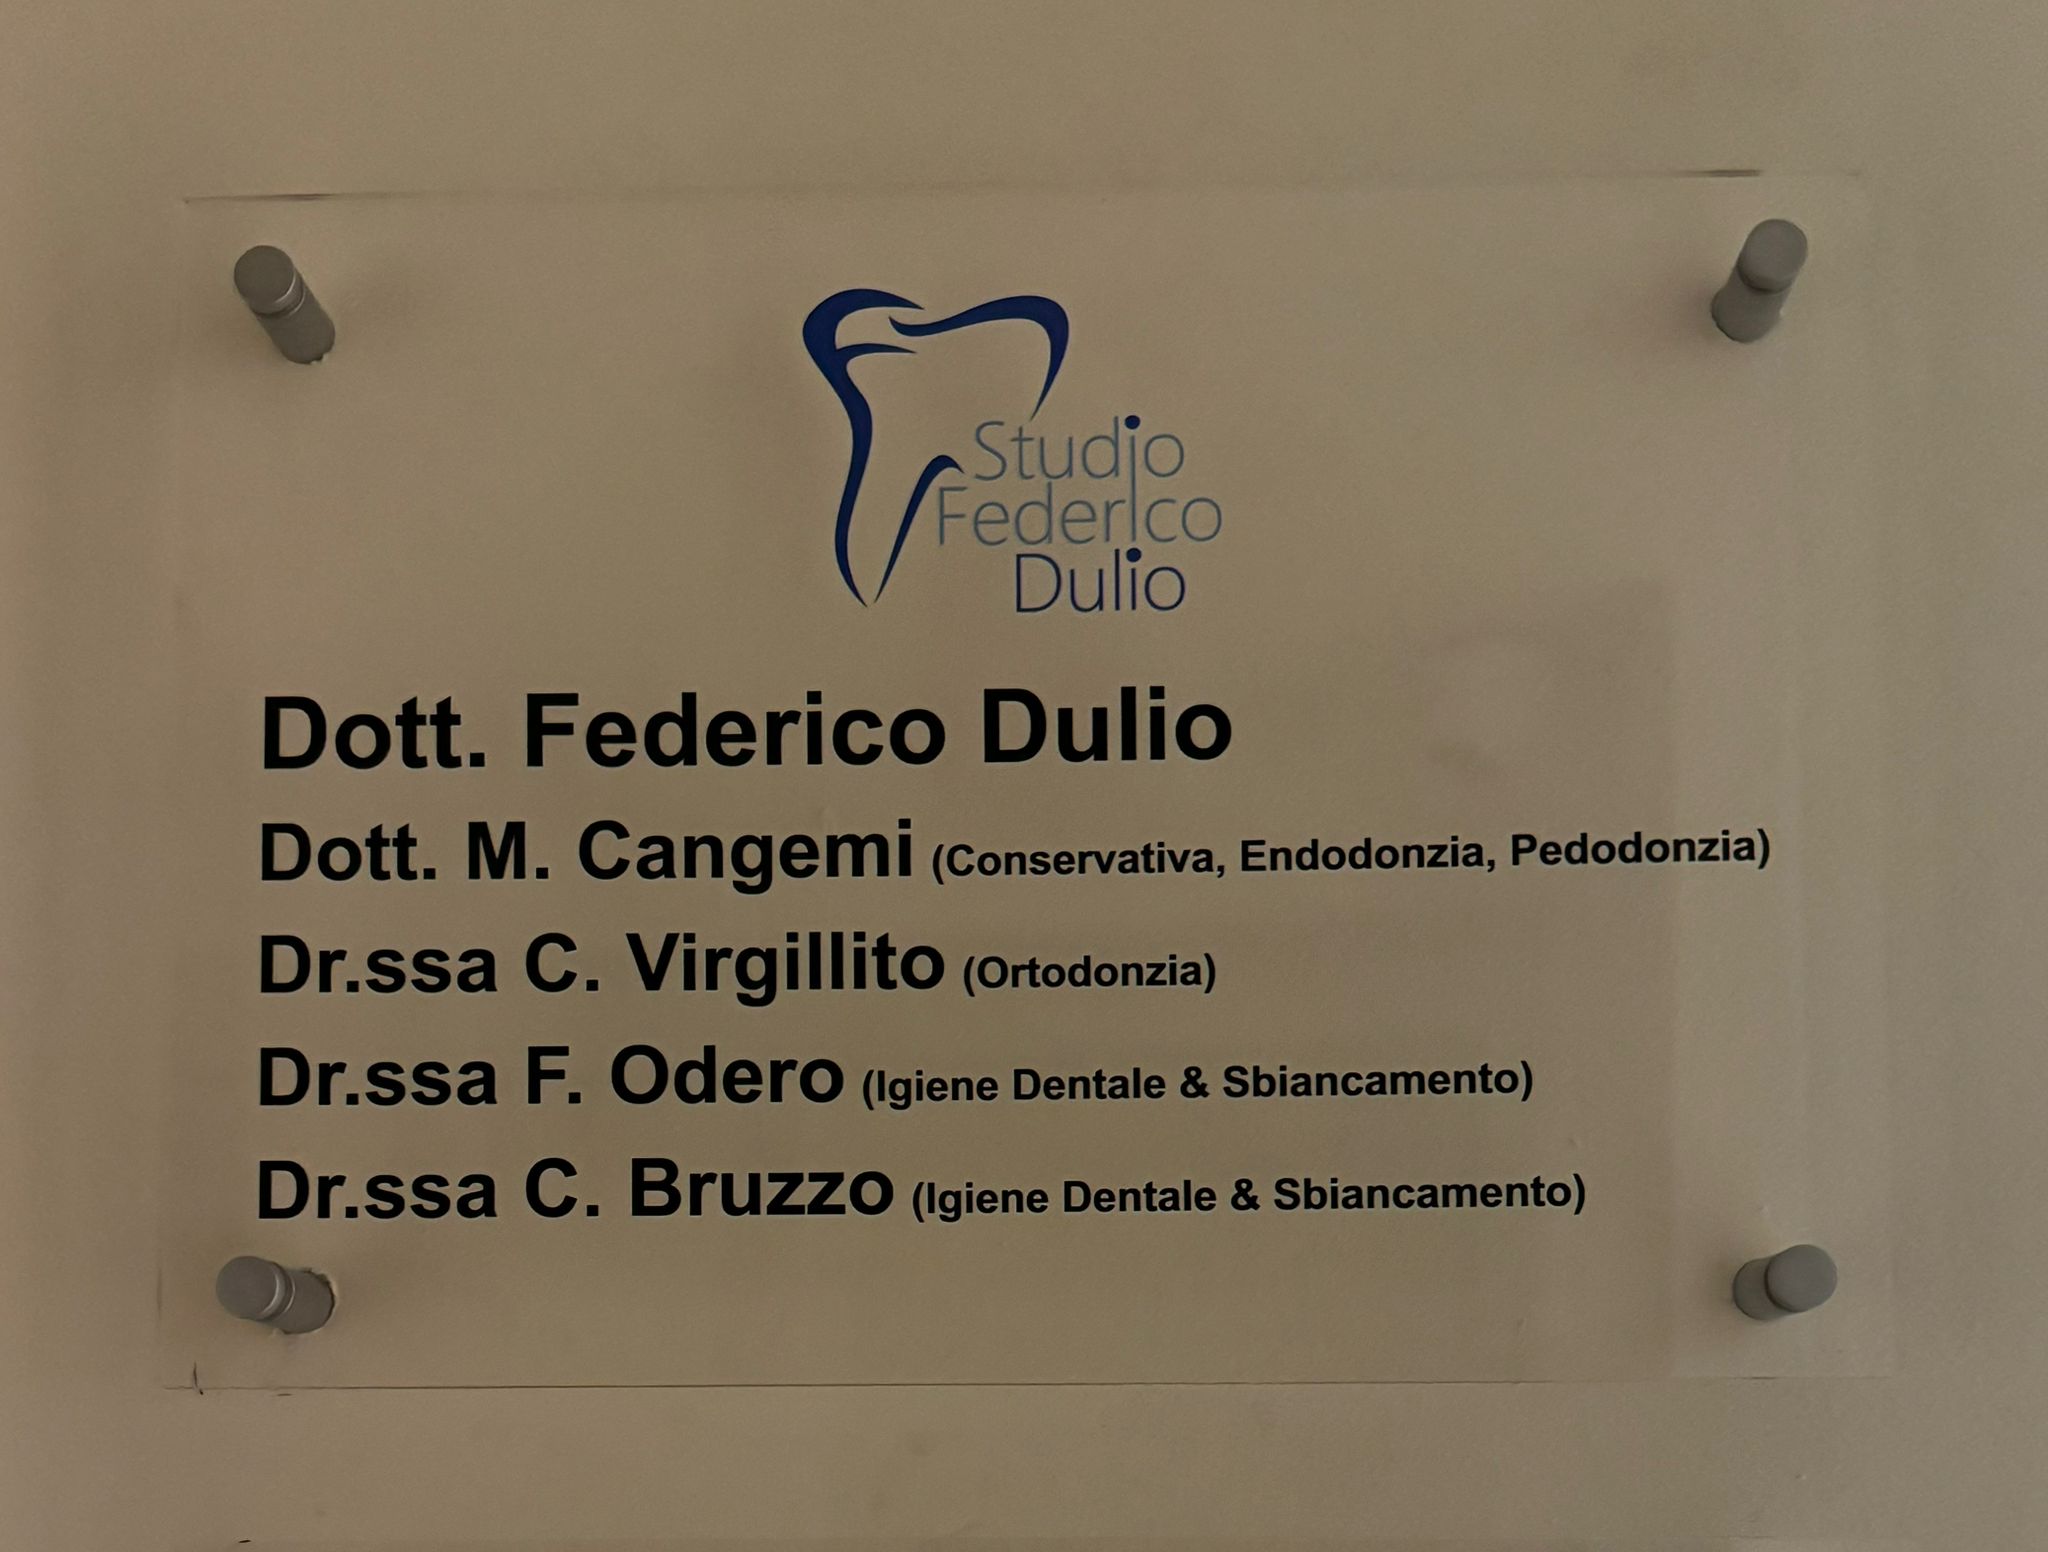 Studio
Federico
Dulio
Dott. Federico Dulio
Dott. M. Cangemi (Conservativa, Endodonzia, Pedodonzia)
Dr.ssa C. Virgillito (Ortodonzia)
Dr.ssa F. Odero (Igiene Dentale & Sbiancamento)
Dr.ssa C. Bruzzo (Igiene Dentale & Sbiancamento)